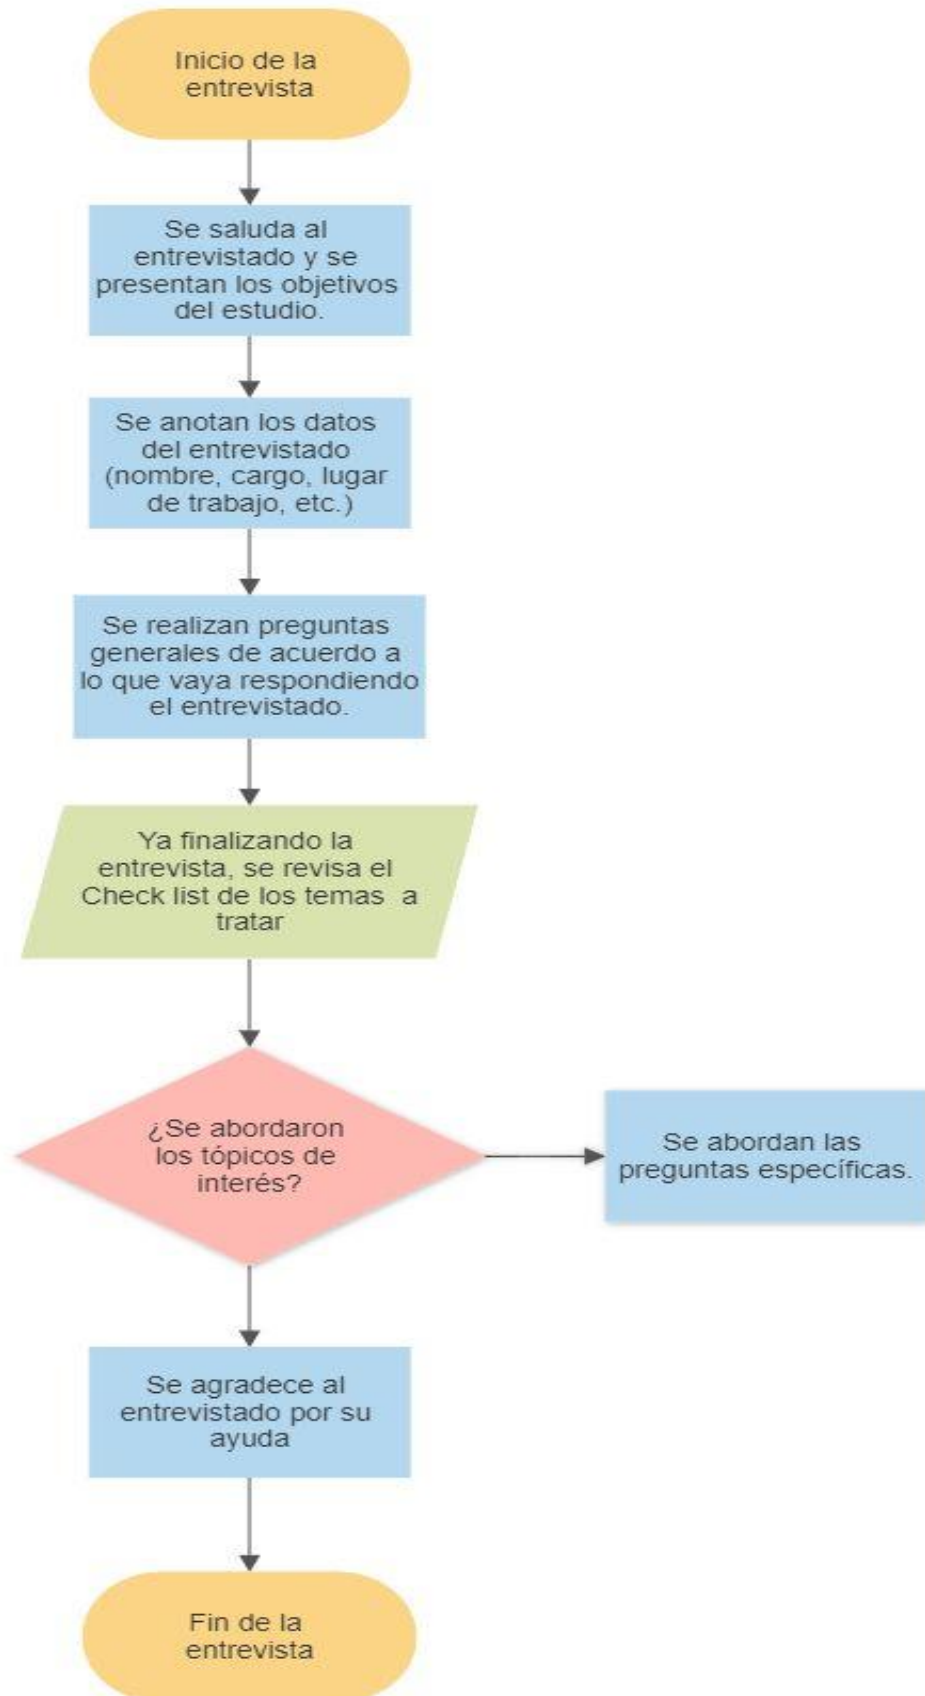 Inicio de la
entrevista
Se saluda al
entrevistado y se
presentan los objetivos
del estudio.
Se anotan los datos
del entrevistado
(nombre, cargo, lugar
de trabajo, etc.)
Se realizan preguntas
generales de acuerdo a
lo que vaya respondiendo
el entrevistado.
Ya finalizando la
entrevista, se revisa el
Check list de los temas a
tratar
¿Se abordaron
los tópicos de
interés?
Se abordan las
preguntas específicas.
Se agradece al
entrevistado por su
ayuda
Fin de la
entrevista